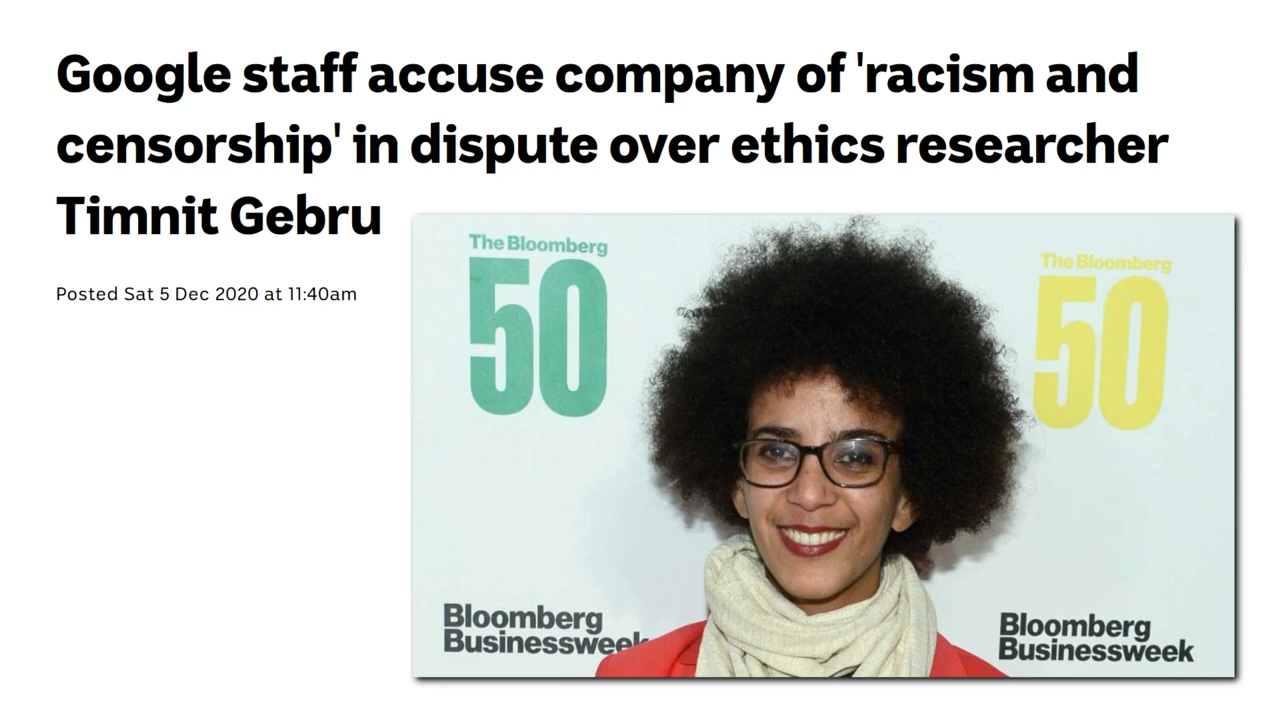 Google staff accuse company of 'racism and
censorship' in dispute over ethics researcher
Timnit Gebru
Posted Sat 5 Dec 2020 at 11:40am
The Bloomberg
50
The Bloomberg
50
Bloomberg
Businessweek
Bloomberg
Businessweek